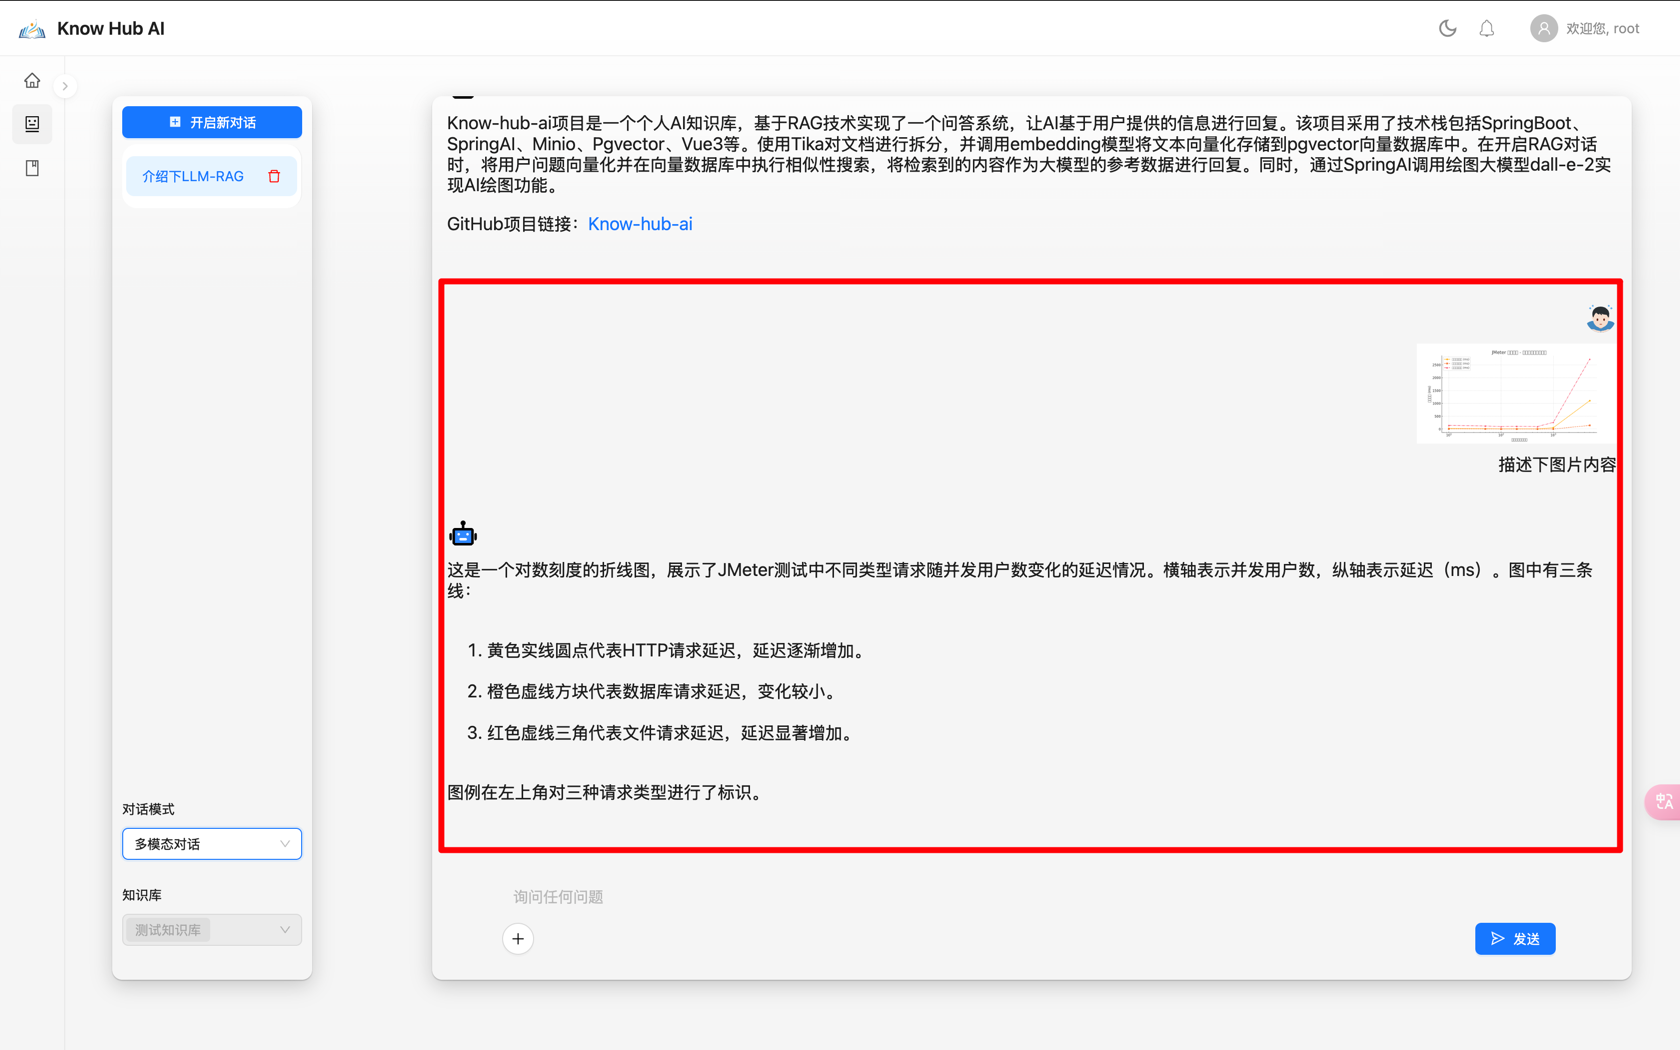 Know Hub AI
欢迎您, root
开启新对话
介绍下LLM-RAG
Know-hub-ai项目是一个个人AI知识库，基于RAG技术实现了一个问答系统，让AI基于用户提供的信息进行回复。该项目采用了技术栈包括SpringBoot、
SpringAI、Minio、Pgvector、Vue3等。使用Tika对文档进行拆分，并调用embedding模型将文本向量化存储到pgvector向量数据库中。在开启RAG对话
时，将用户问题向量化并在向量数据库中执行相似性搜索，将检索到的内容作为大模型的参考数据进行回复。同时，通过SpringAI调用绘图大模型dall-e-2实
现AI绘图功能。
GitHub项目链接：Know-hub-ai
JMeter
描述下图片内容
这是一个对数刻度的折线图，展示了JMeter测试中不同类型请求随并发用户数变化的延迟情况。横轴表示并发用户数，纵轴表示延迟（ms）。图中有三条
线：
1. 黄色实线圆点代表HTTP请求延迟，延迟逐渐增加。
2. 橙色虚线方块代表数据库请求延迟，变化较小。
3. 红色虚线三角代表文件请求延迟，延迟显著增加。
图例在左上角对三种请求类型进行了标识。
对话模式
多模态对话
知识库
测试知识库
询问任何问题
发送